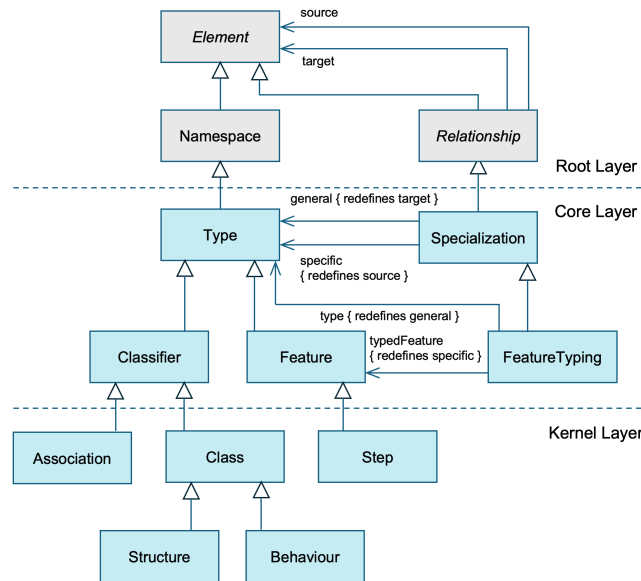 source
Element
target
Namespace
Relationship
Root Layer
general { redefines target }
Core Layer
Type
Specialization
specific
{ redefines source }
type { redefines general }
typedFeature
{ redefines specific }
Classifier
Feature
FeatureTyping
Kernel Layer
Association
Class
Step
Structure
Behaviour